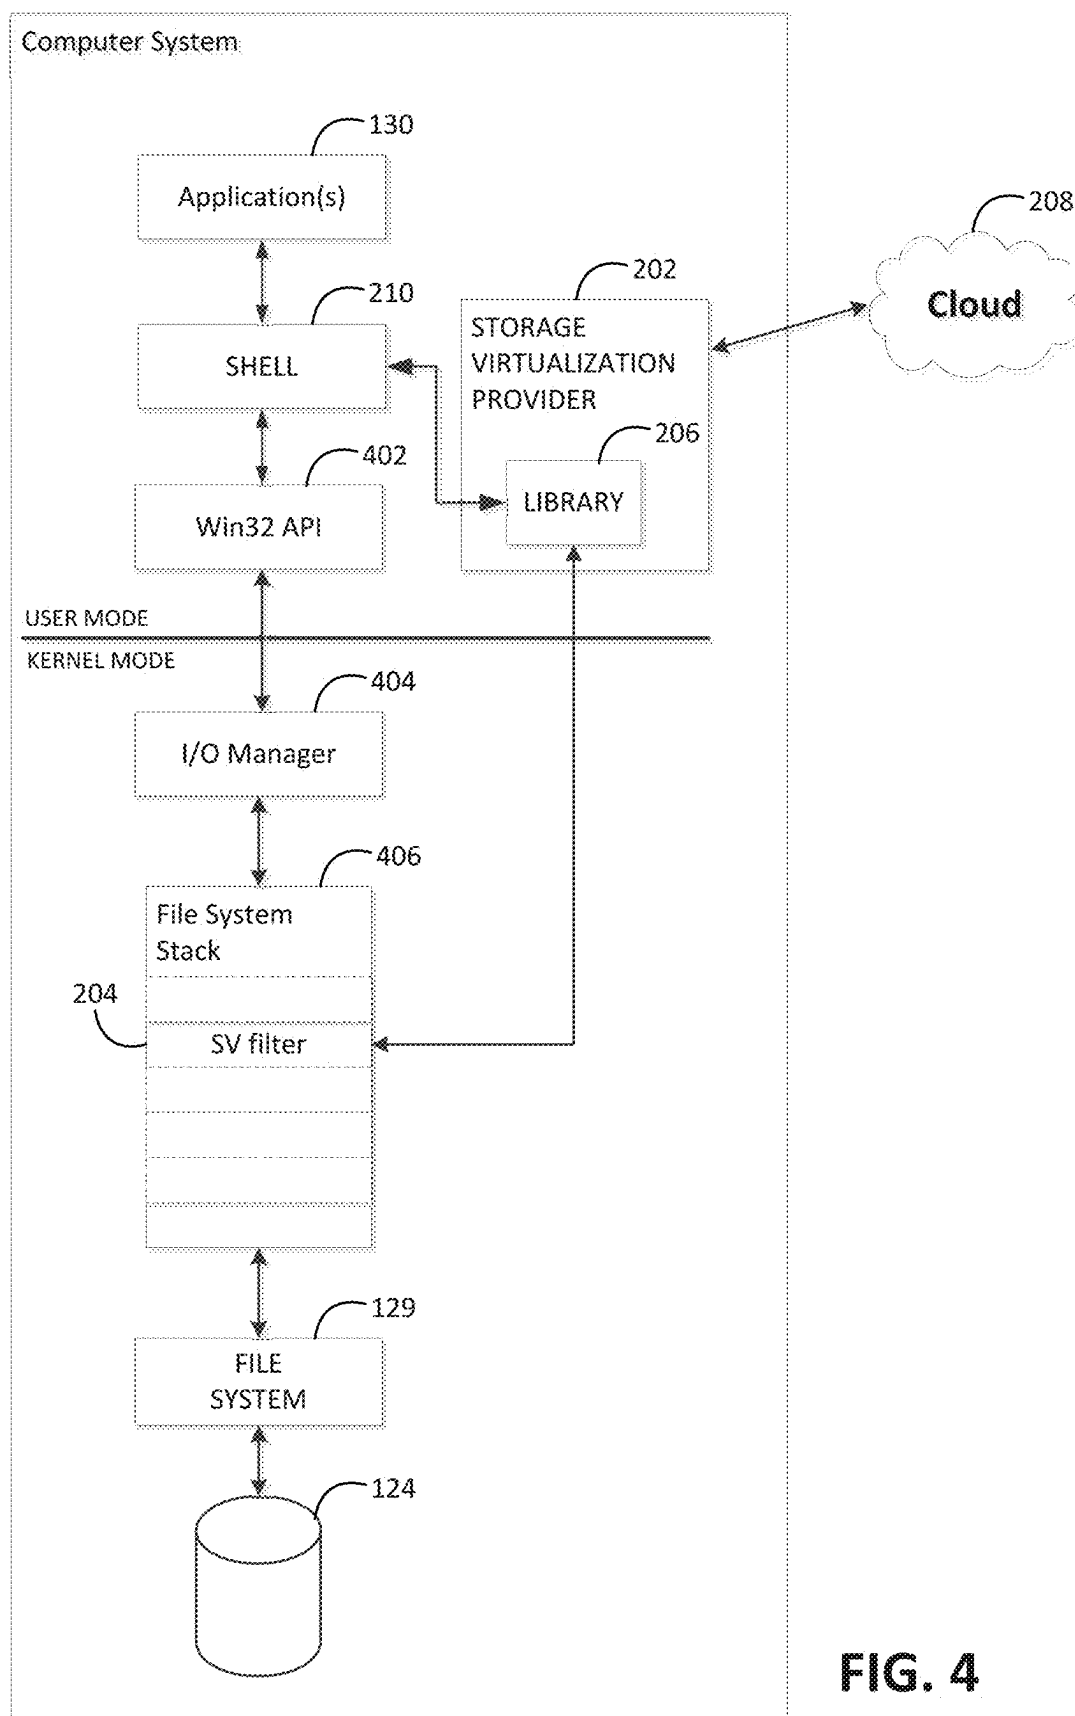 Computer System
130
Application(s)
208
Cloud
202
210
STORAGE
VIRTUALIZATION
PROVIDER
SHELL
206
402
LIBRARY
Win32 API
USER MODE
KERNEL MODE
404
I/O Manager
406
File System
Stack
204
SV filter
129
FILE
SYSTEM
124
FIG. 4